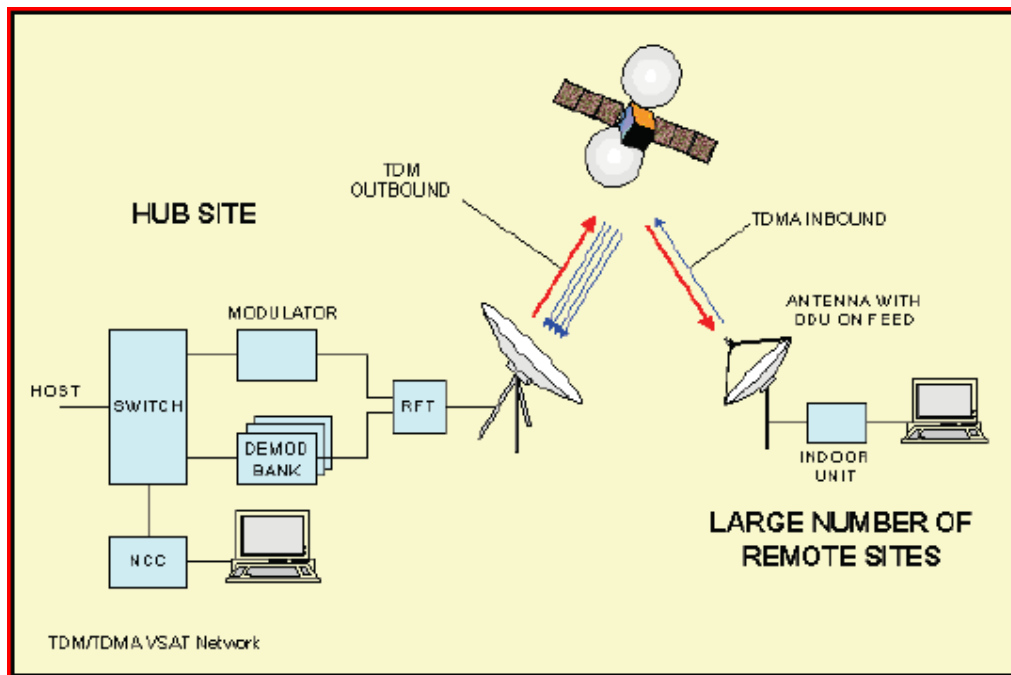 TDM
OUTBOUND
HUB SITE
TDMA INBOUND
MODULATOR
ANTENNA WITH
ODU ON FEED
HOST
SWITCH
RFT
DEMOD
BANK
INDOOR
UNIT
LARGE NUMBER OF
REMOTE SITES
NCC
TDM/TDMA VSAT Network